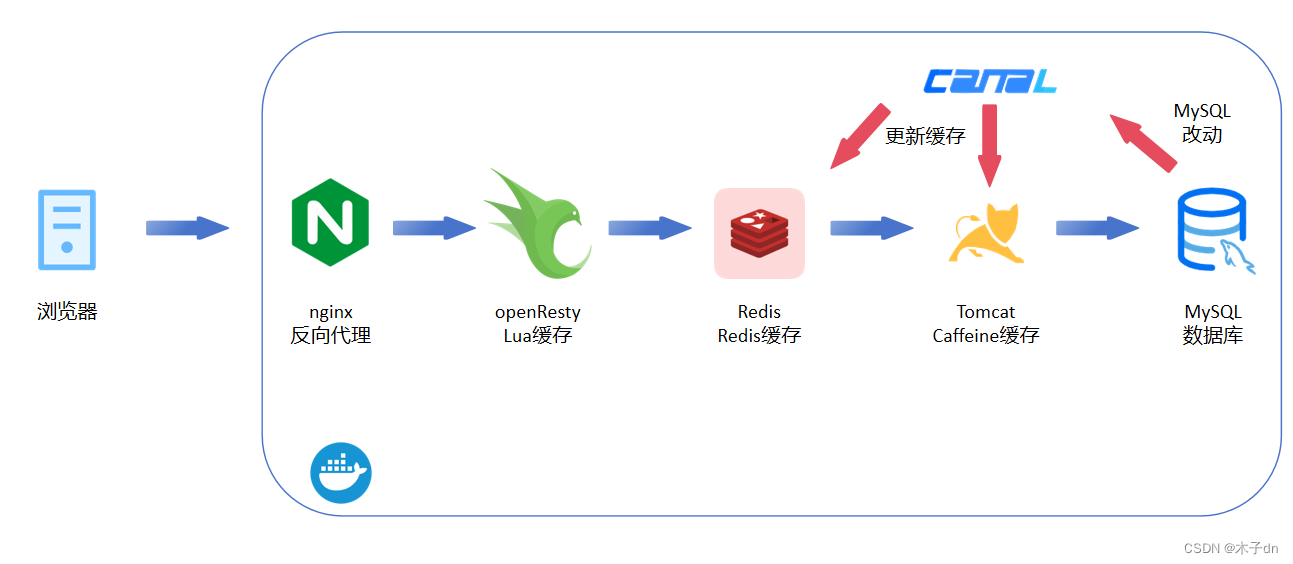 CANAL
MySQL
改动
更新缓存
N
浏览器
nginx
反向代理
openResty
Lua缓存
Redis
Redis缓存
Tomcat
Caffeine缓存
MySQL
数据库
CSDN @木子dn